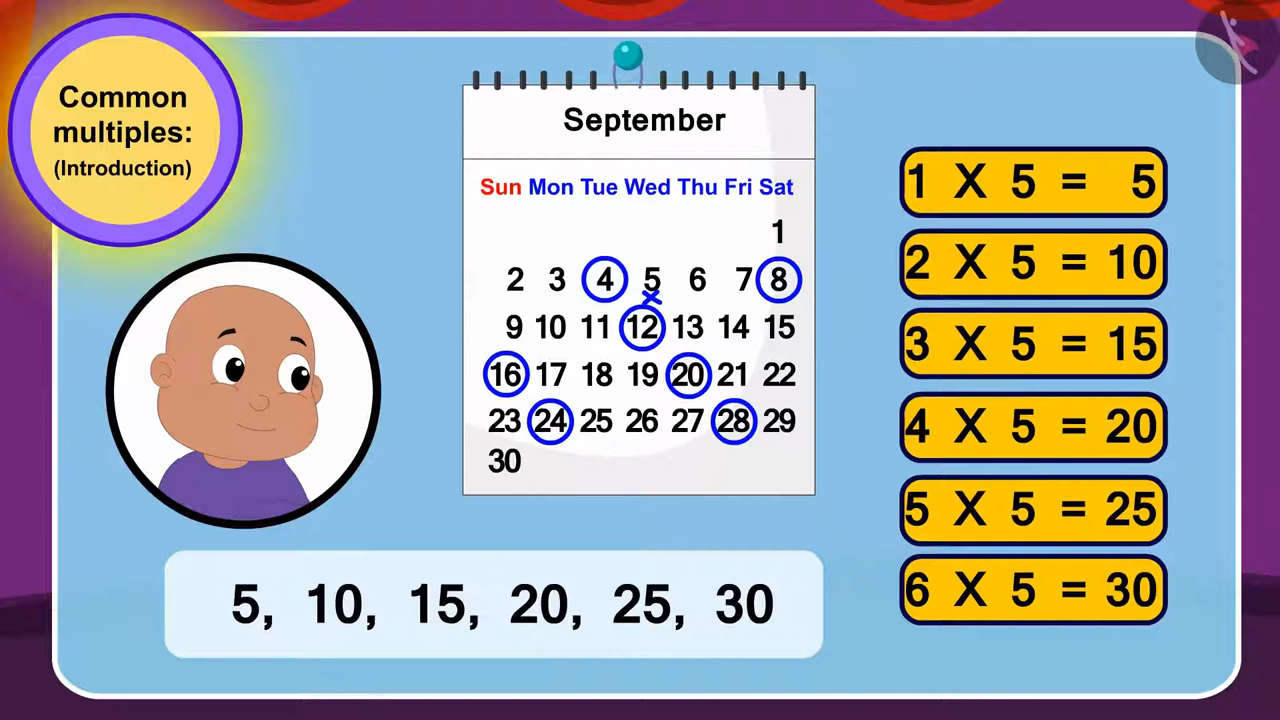 Common
multiples:
(Introduction)
September
Sun Mon Tue Wed Thu Fri Sat
1
2 3 4 5 6 7 8
9 10 11 12 13 14 15
16 17 18 19 20 21 22
23 24 25 26 27 28 29
30
1 X 5 = 5
2 X 5 = 10
3 X 5 = 15
4 X 5 = 20
5 X 5 = 25
6 X 5 = 30
5, 10, 15, 20, 25, 30